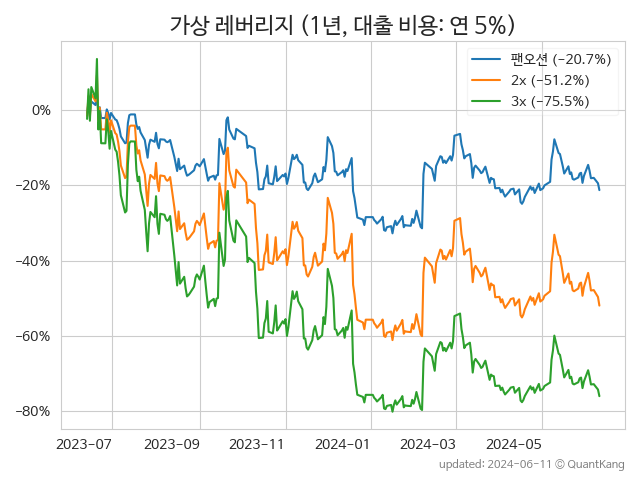 가상 레버리지 (1년, 대출 비용: 연 5%)
팬오션 (−20.7%)
2x (−51.2%)
3x (−75.5%)
0%
−20%
−40%
−60%
−80%
2023-07 2023-09 2023-11 2024-01 2024-03 2024-05
updated: 2024-06-11 © QuantKang